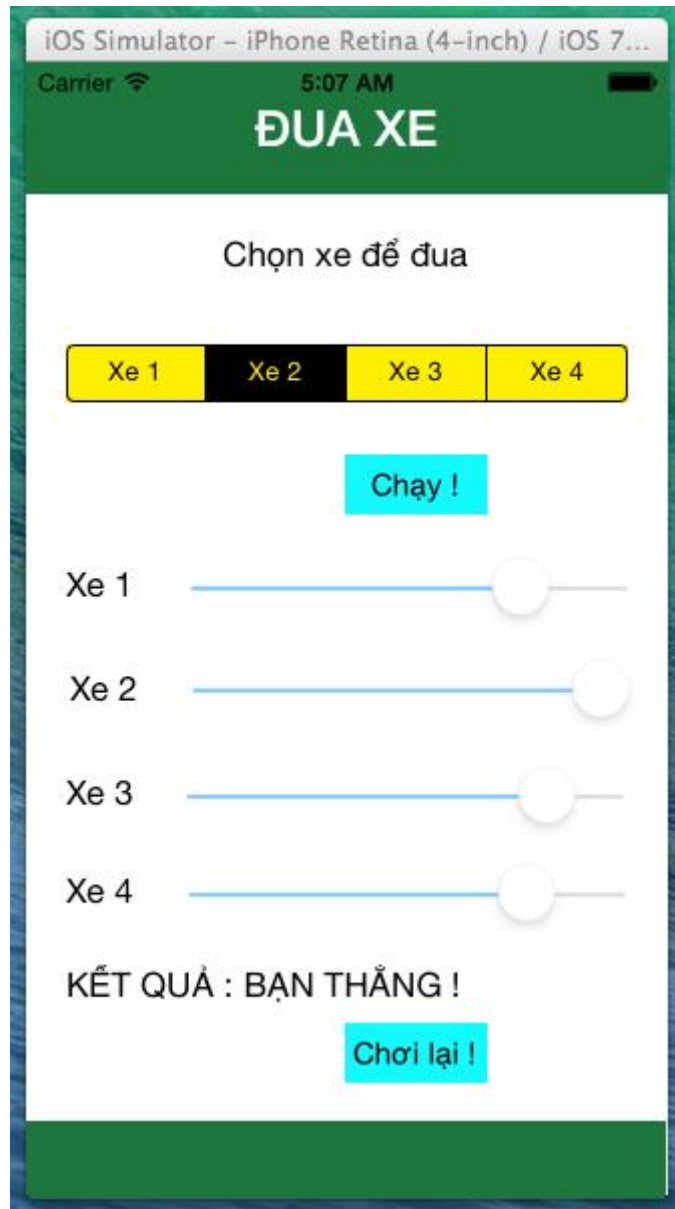 iOS Simulator – iPhone Retina (4-inch) / iOS 7...
Carrier 5:07 AM
ĐUA XE
Chọn xe để đua
Xe 1 Xe 2 Xe 3 Xe 4
Chạy !
Xe 1
Xe 2
Xe 3
Xe 4
KẾT QUẢ : BẠN THẮNG !
Chơi lại !